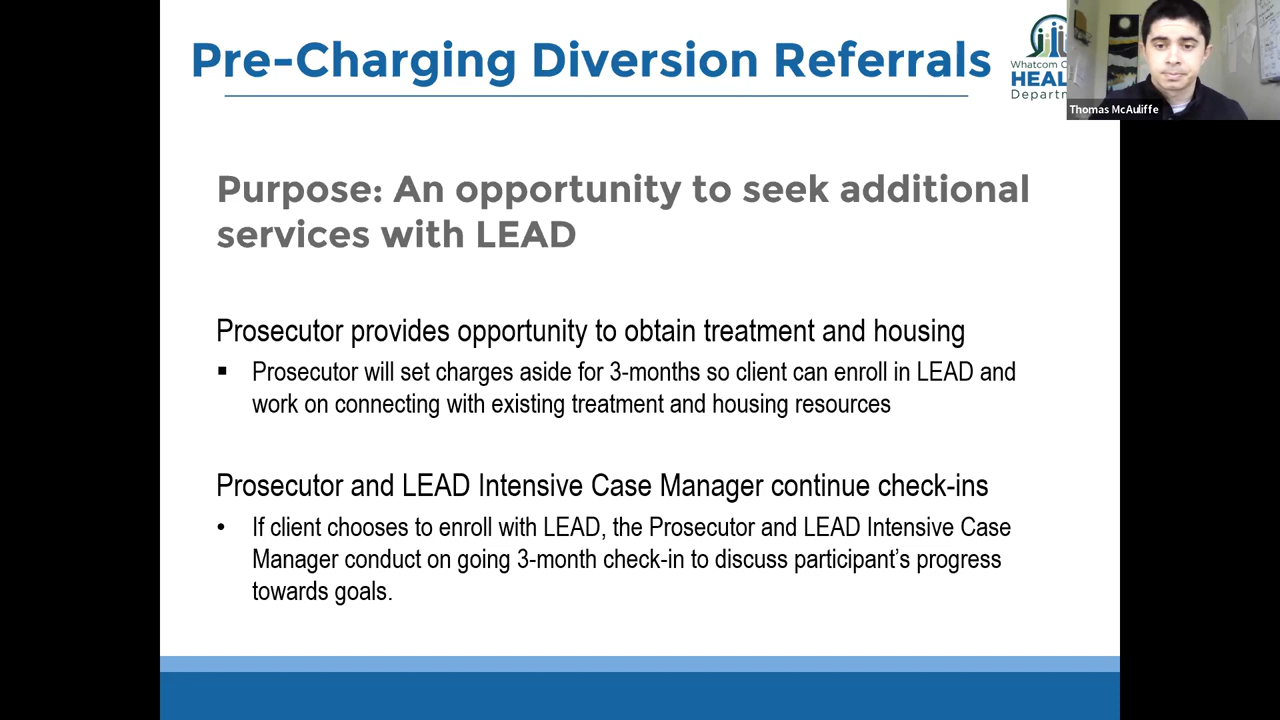 Pre-Charging Diversion Referrals
Whatcom C
HEAL
Departm
Thomas McAuliffe
Purpose: An opportunity to seek additional
services with LEAD
Prosecutor provides opportunity to obtain treatment and housing
▪ Prosecutor will set charges aside for 3-months so client can enroll in LEAD and
work on connecting with existing treatment and housing resources
Prosecutor and LEAD Intensive Case Manager continue check-ins
• If client chooses to enroll with LEAD, the Prosecutor and LEAD Intensive Case
Manager conduct on going 3-month check-in to discuss participant's progress
towards goals.